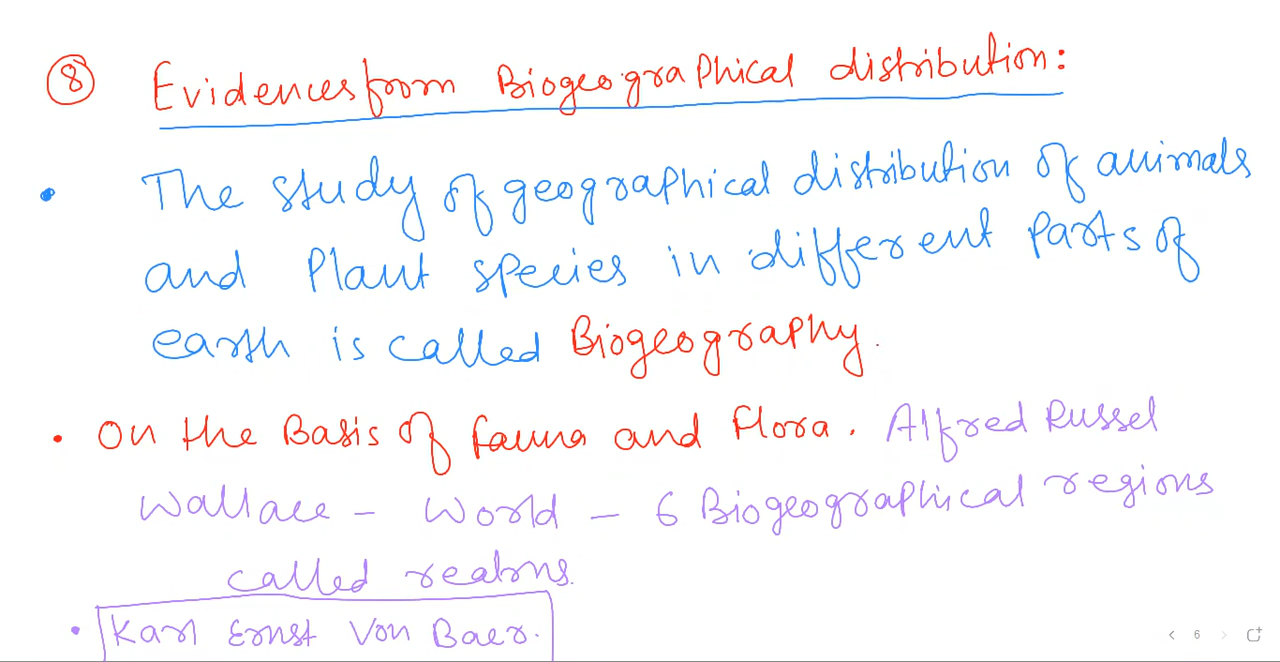 ⑧ Evidences from Biogeographical distribution:
• The study of geographical distribution of animals
and Plant species in different Parts of
earth is called Biogeography.
• On the Basis of fauna and Flora. Alfred Russel
Wallace - World - 6 Biogeographical regions
called realms.
• Karl Ernst Von Baer.
< 6 >